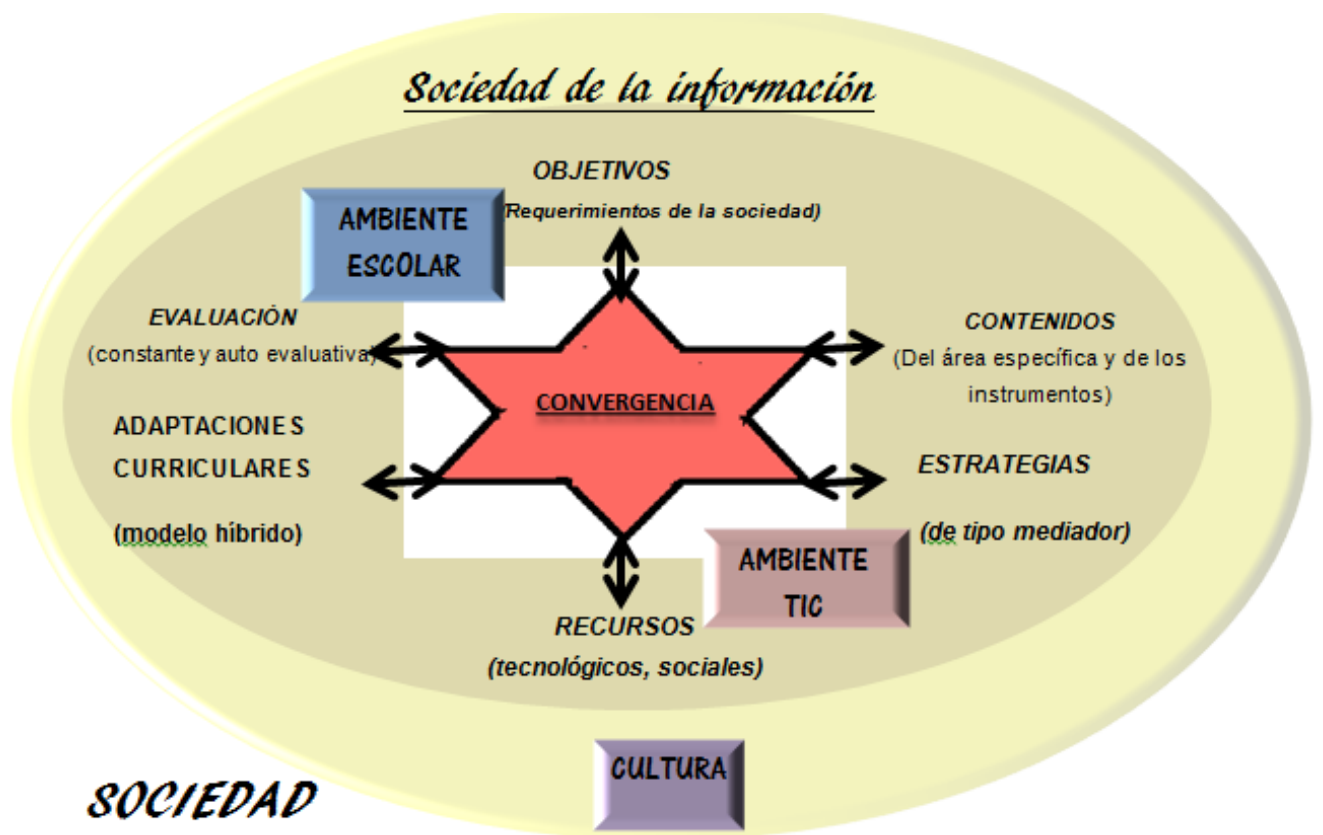 Sociedad de la información
OBJETIVOS
(Requerimientos de la sociedad)
AMBIENTE
ESCOLAR
EVALUACIÓN
(constante y auto evaluativa)
CONTENIDOS
(Del área específica y de los
instrumentos)
CONVERGENCIA
ADAPTACIONES
CURRICULARES
(modelo híbrido)
ESTRATEGIAS
(de tipo mediador)
AMBIENTE
TIC
RECURSOS
(tecnológicos, sociales)
CULTURA
SOCIEDAD